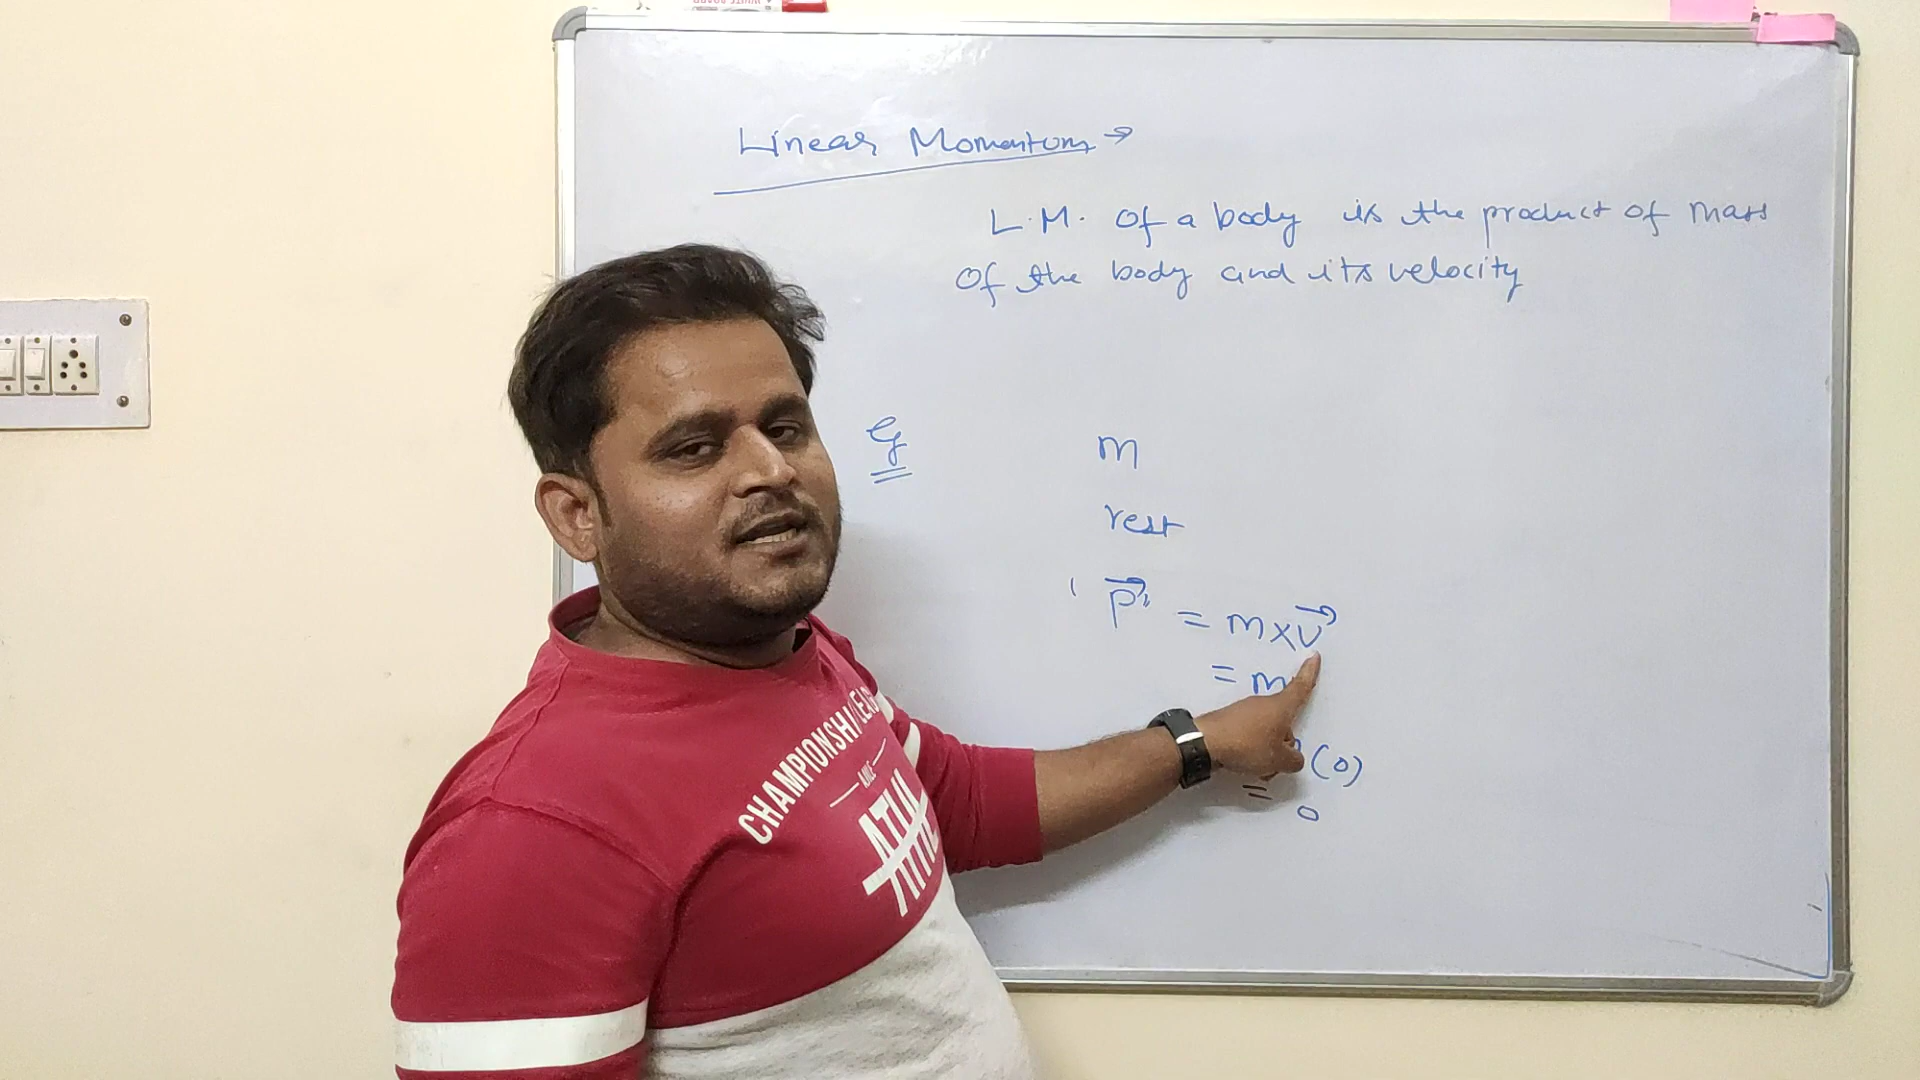 Linear Momentum →
L.M. of a body is the product of mass
of the body and its velocity
Eg
m
rest
' P⃗ ' = m×v⃗
= m
(0)
= 0
CHAMPIONSHIP LEAGUE